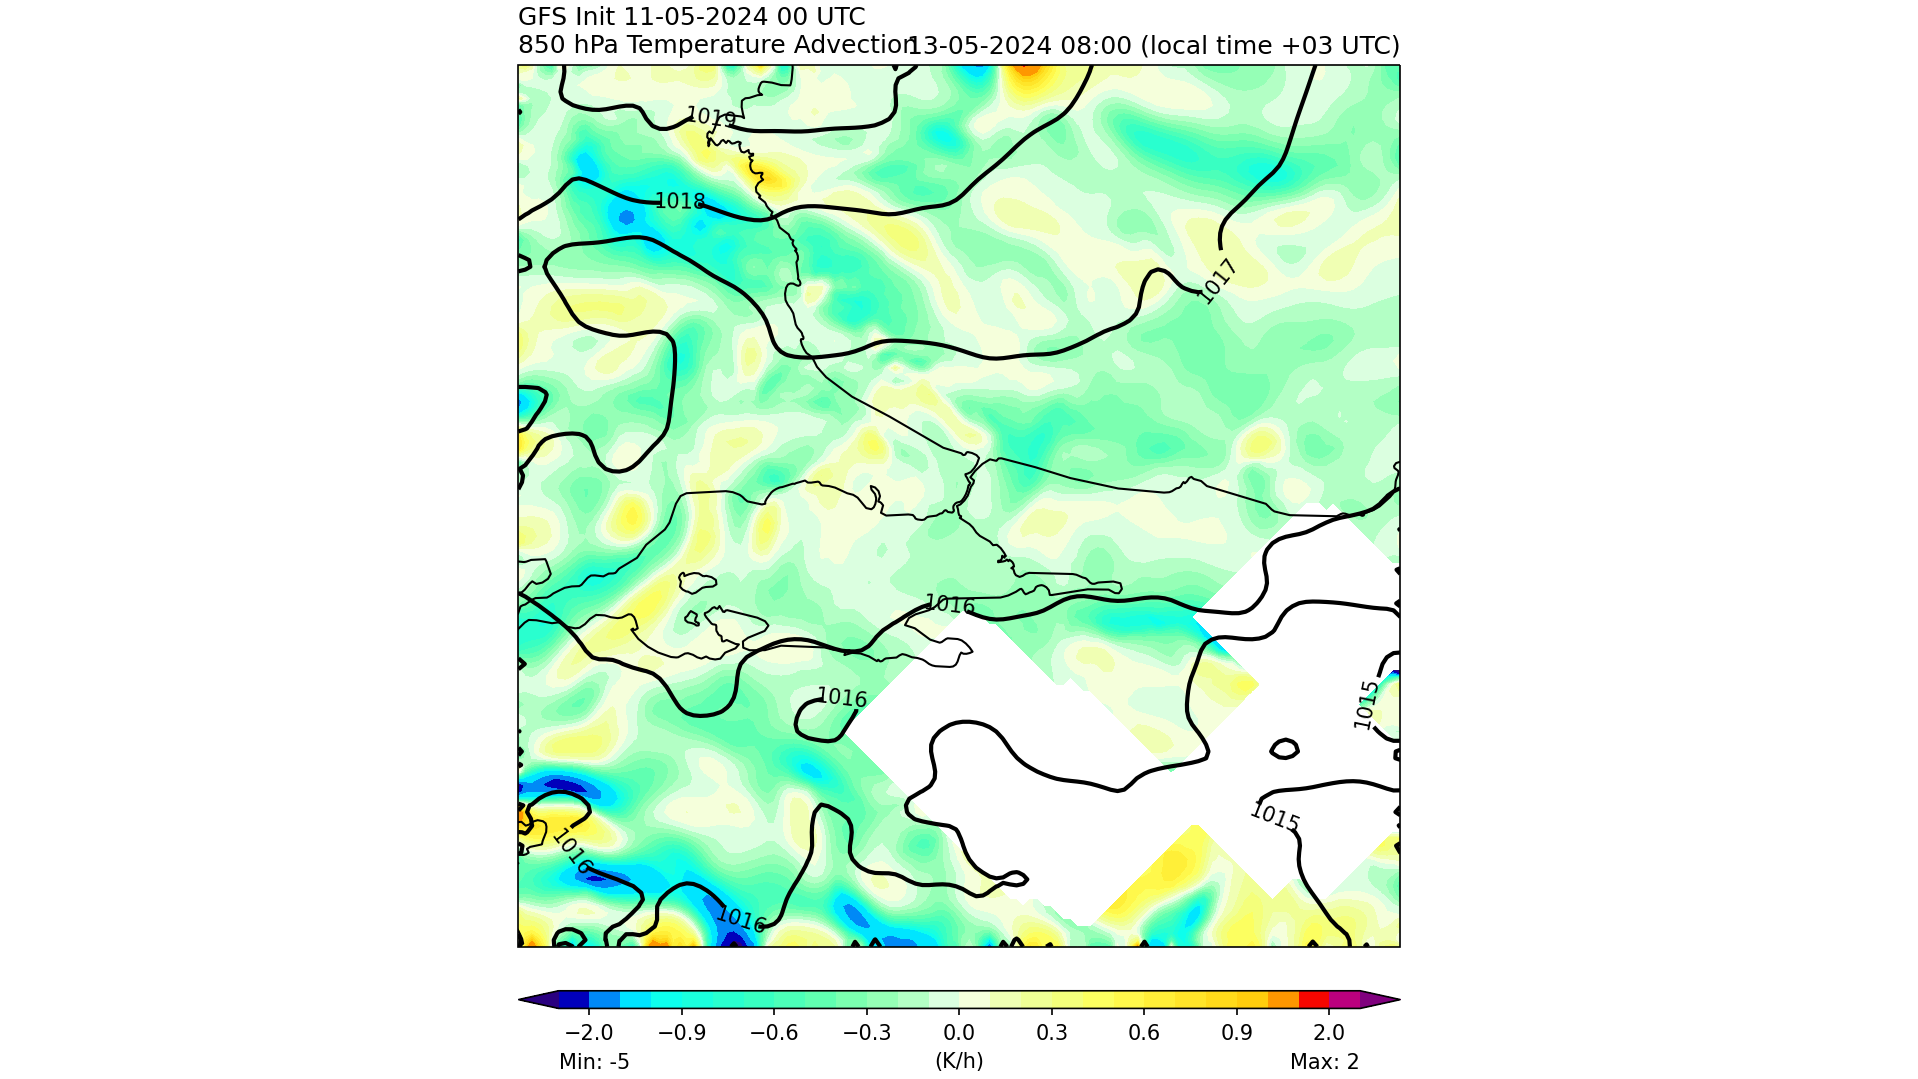 GFS Init 11-05-2024 00 UTC
850 hPa Temperature Advection
13-05-2024 08:00 (local time +03 UTC)
1019
1018
1017
1016
1016
1015
1015
1016
1016
−2.0 −0.9 −0.6 −0.3 0.0 0.3 0.6 0.9 2.0
Min: -5 (K/h) Max: 2